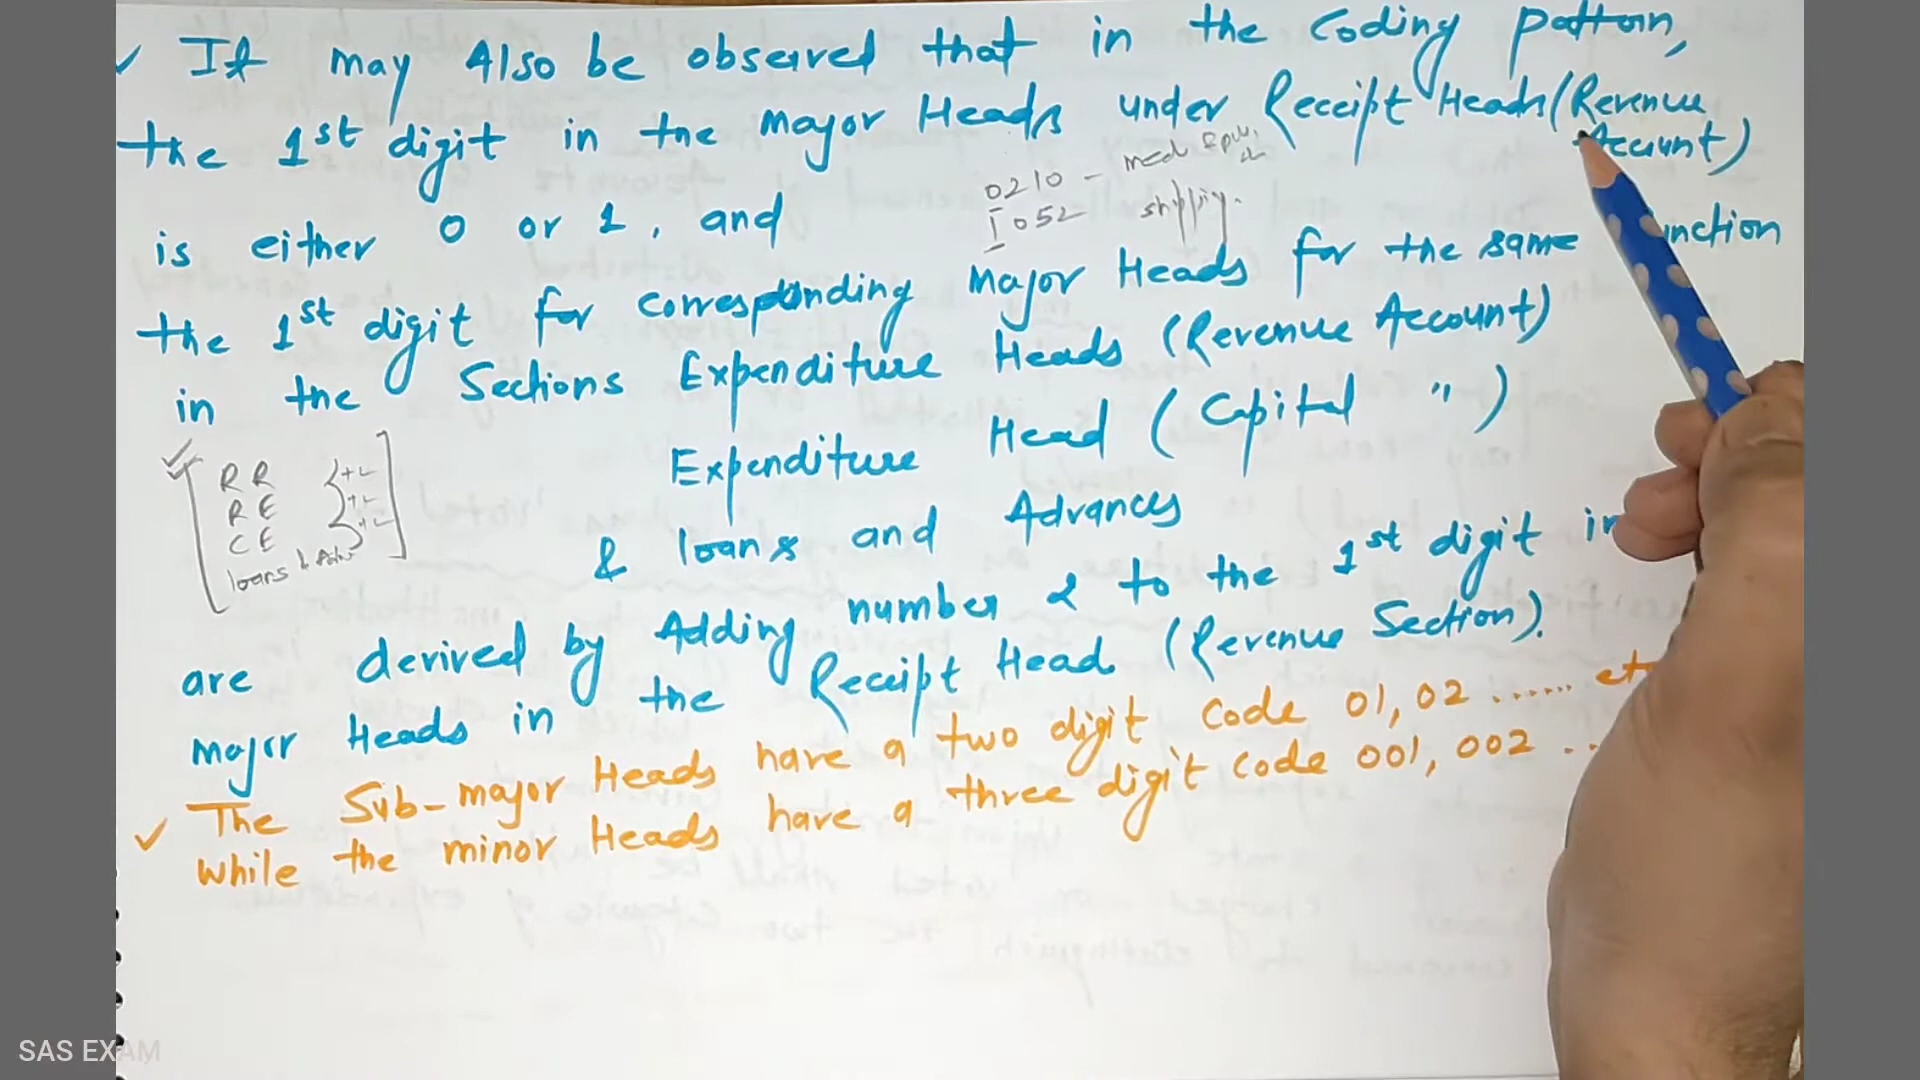 It may Also be observed that in the Coding pattern,
the 1st digit in the major Heads under Receipt Heads (Revenue
Account)
0210 - med &
1052 shipping.
is either 0 or 1, and
the 1st digit for corresponding major Heads for the same nction
in the Sections Expenditure Heads (Revenue Account)
Expenditure Head (Capital " )
& loans and Advances
RR +2
RE +2
CE +2
loans &
are derived by Adding number 2 to the 1st digit in
major Heads in the Receipt Head (Revenue Section).
✓ The Sub-major Heads have a two digit Code 01, 02 ...... et
while the minor Heads have a three digit Code 001, 002 ..
SAS EXAM